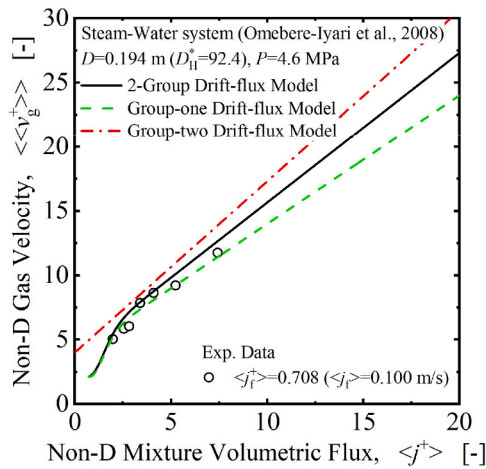 Steam-Water system (Omebere-Iyari et al., 2008)
D=0.194 m (D*H=92.4), P=4.6 MPa
2-Group Drift-flux Model
Group-one Drift-flux Model
Group-two Drift-flux Model
Non-D Gas Velocity, <<v+g>> [-]
30
25
20
15
10
5
0
Exp. Data
<j+f>=0.708 (<jf>=0.100 m/s)
0 5 10 15 20
Non-D Mixture Volumetric Flux, <j+> [-]